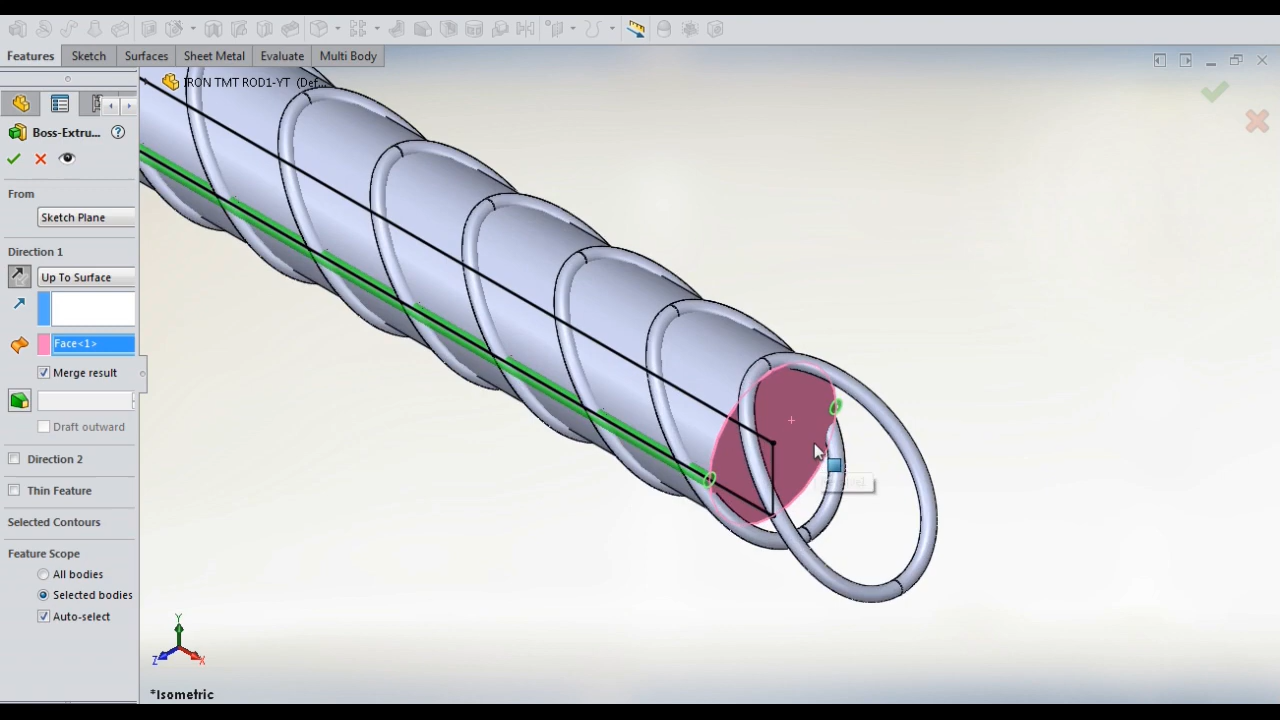 Features Sketch Surfaces Sheet Metal Evaluate Multi Body
IRON TMT ROD1-YT (Def...
Boss-Extru...
From
Sketch Plane
Direction 1
Up To Surface
Face<1>
Merge result
Draft outward
Direction 2
Thin Feature
Selected Contours
Feature Scope
All bodies
Selected bodies
Auto-select
Y
Z
X
*Isometric